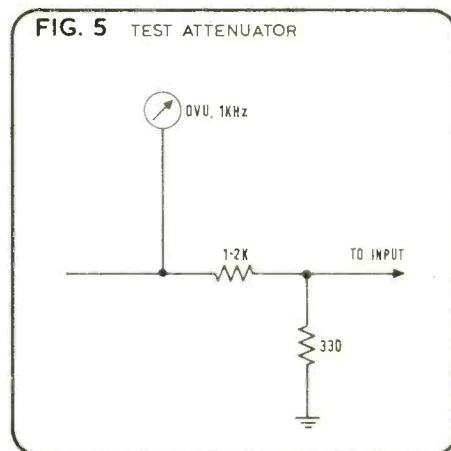 FIG. 5 TEST ATTENUATOR
0VU, 1KHz
1·2K
TO INPUT
330